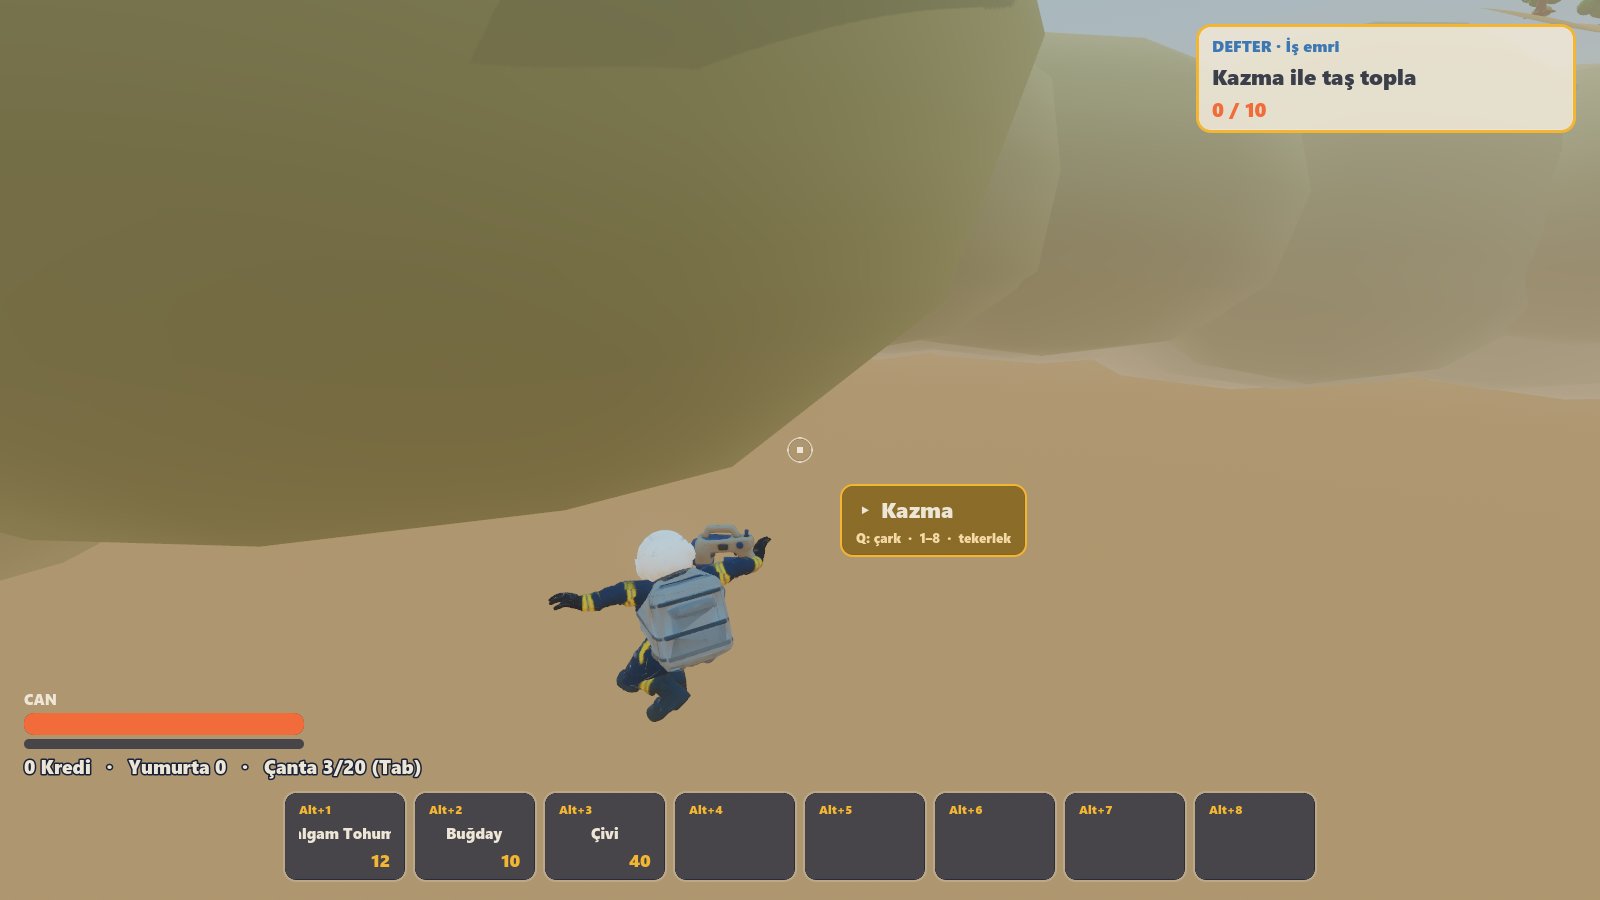 DEFTER · İş emri
Kazma ile taş topla
0 / 10
▸ Kazma
Q: çark · 1–8 · tekerlek
CAN
0 Kredi · Yumurta 0 · Çanta 3/20 (Tab)
Alt+1 Alt+2 Alt+3 Alt+4 Alt+5 Alt+6 Alt+7 Alt+8
Tohum Buğday Çivi
12 10 40